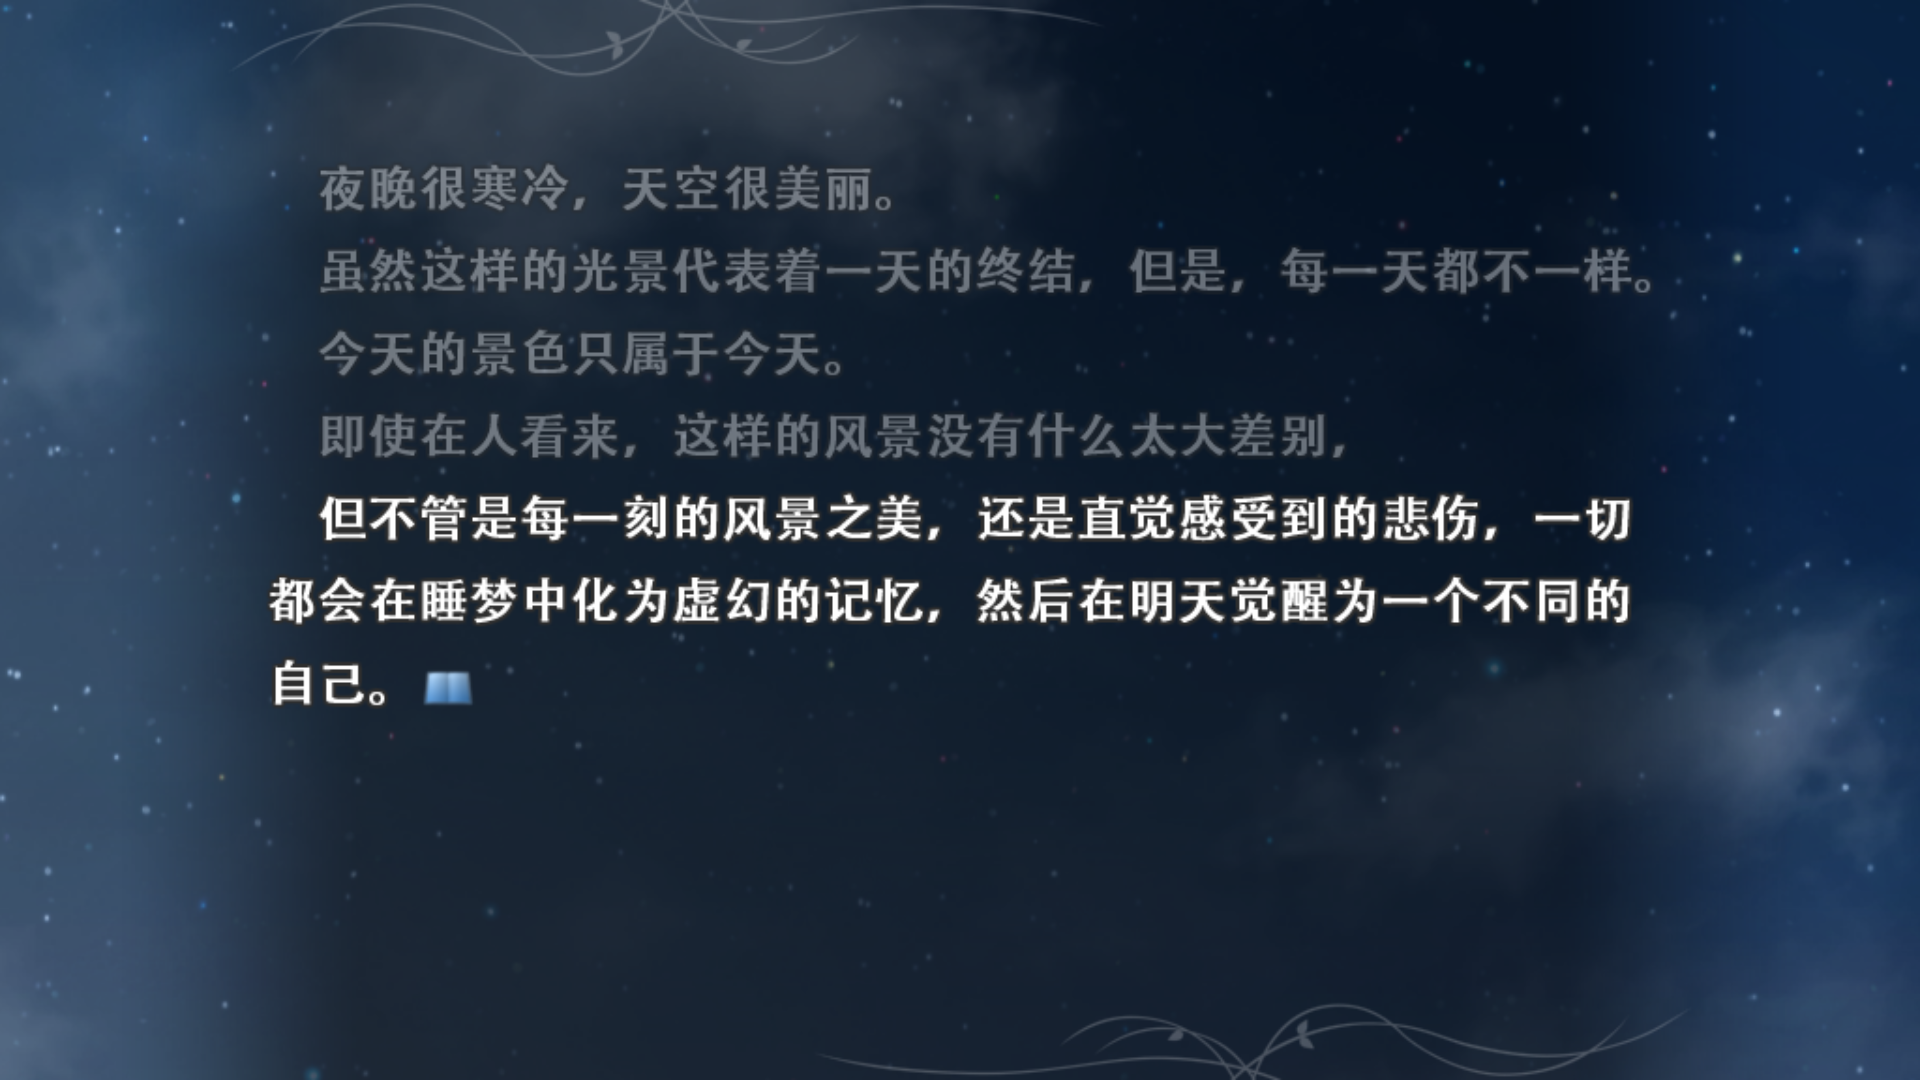 夜晚很寒冷，天空很美丽。
虽然这样的光景代表着一天的终结，但是，每一天都不一样。
今天的景色只属于今天。
即使在人看来，这样的风景没有什么太大差别，
但不管是每一刻的风景之美，还是直觉感受到的悲伤，一切
都会在睡梦中化为虚幻的记忆，然后在明天觉醒为一个不同的
自己。